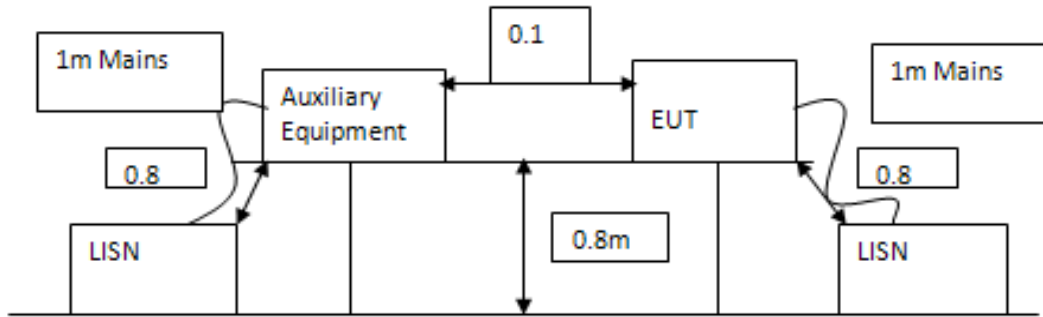 0.1
1m Mains
1m Mains
Auxiliary
Equipment
EUT
0.8
0.8
0.8m
LISN
LISN